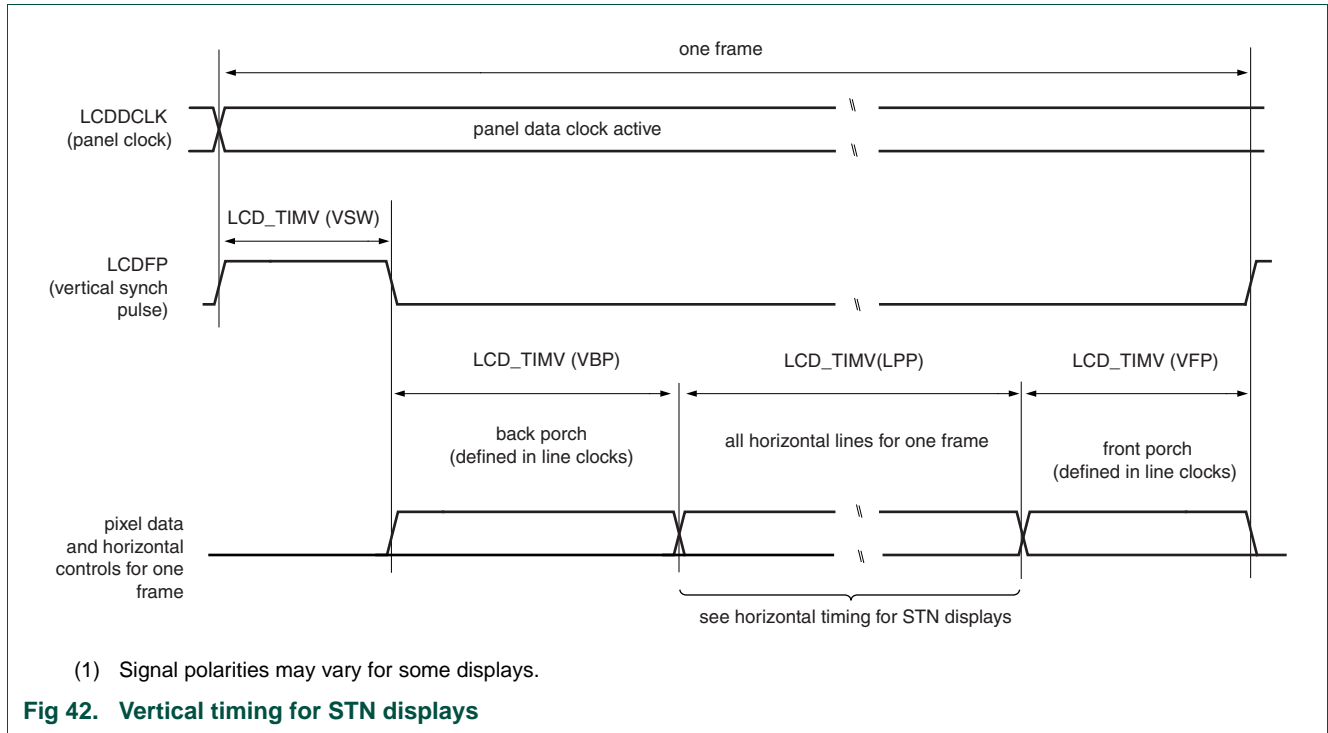 one frame
LCDDCLK
(panel clock)
panel data clock active
LCD_TIMV (VSW)
LCDFP
(vertical synch
pulse)
LCD_TIMV (VBP)
LCD_TIMV(LPP)
LCD_TIMV (VFP)
back porch
(defined in line clocks)
all horizontal lines for one frame
front porch
(defined in line clocks)
pixel data
and horizontal
controls for one
frame
see horizontal timing for STN displays
(1) Signal polarities may vary for some displays.
Fig 42. Vertical timing for STN displays